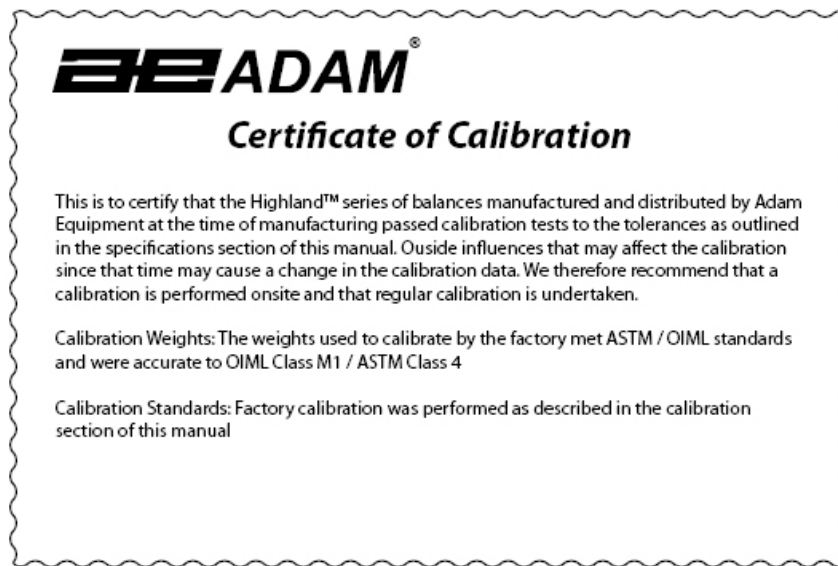 ae ADAM®
Certificate of Calibration
This is to certify that the Highland™ series of balances manufactured and distributed by Adam
Equipment at the time of manufacturing passed calibration tests to the tolerances as outlined
in the specifications section of this manual. Ouside influences that may affect the calibration
since that time may cause a change in the calibration data. We therefore recommend that a
calibration is performed onsite and that regular calibration is undertaken.
Calibration Weights: The weights used to calibrate by the factory met ASTM / OIML standards
and were accurate to OIML Class M1 / ASTM Class 4
Calibration Standards: Factory calibration was performed as described in the calibration
section of this manual